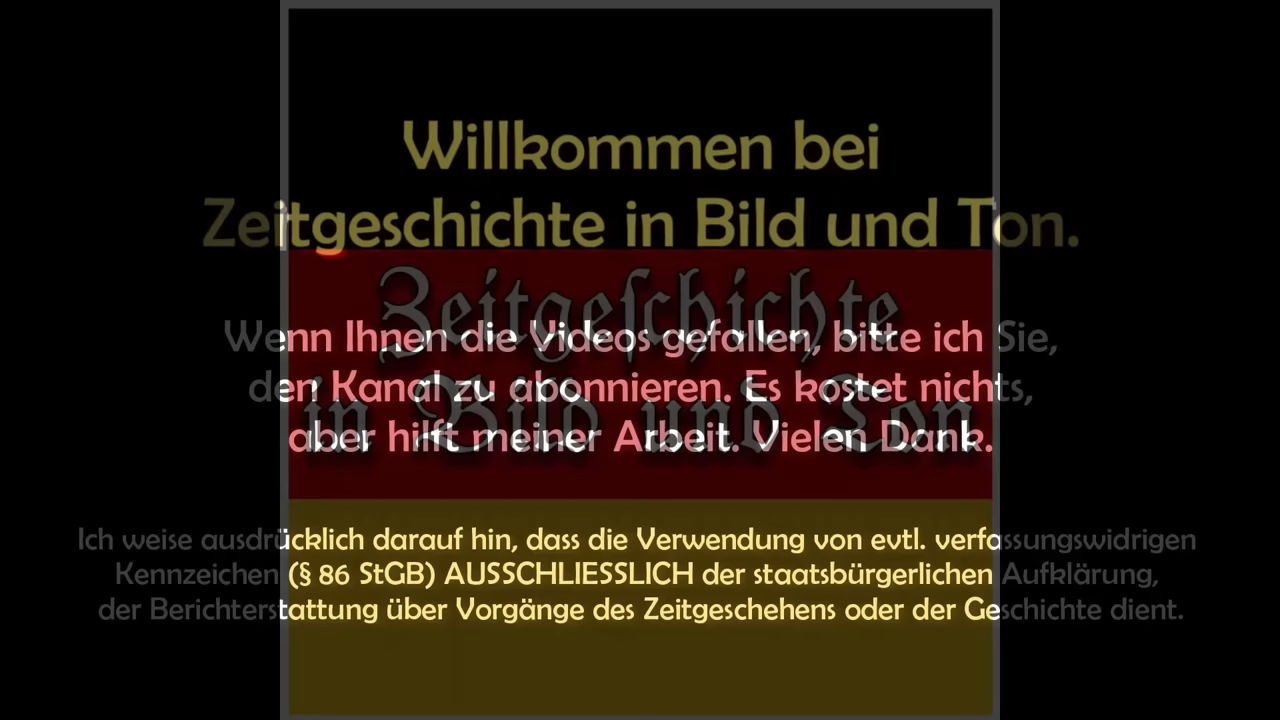 Willkommen bei
Zeitgeschichte in Bild und Ton.
Zeitgeſchichte
in Bild und Ton
Wenn Ihnen die Videos gefallen, bitte ich Sie,
den Kanal zu abonnieren. Es kostet nichts,
aber hilft meiner Arbeit. Vielen Dank.
Ich weise ausdrücklich darauf hin, dass die Verwendung von evtl. verfassungswidrigen
Kennzeichen (§ 86 StGB) AUSSCHLIESSLICH der staatsbürgerlichen Aufklärung,
der Berichterstattung über Vorgänge des Zeitgeschehens oder der Geschichte dient.